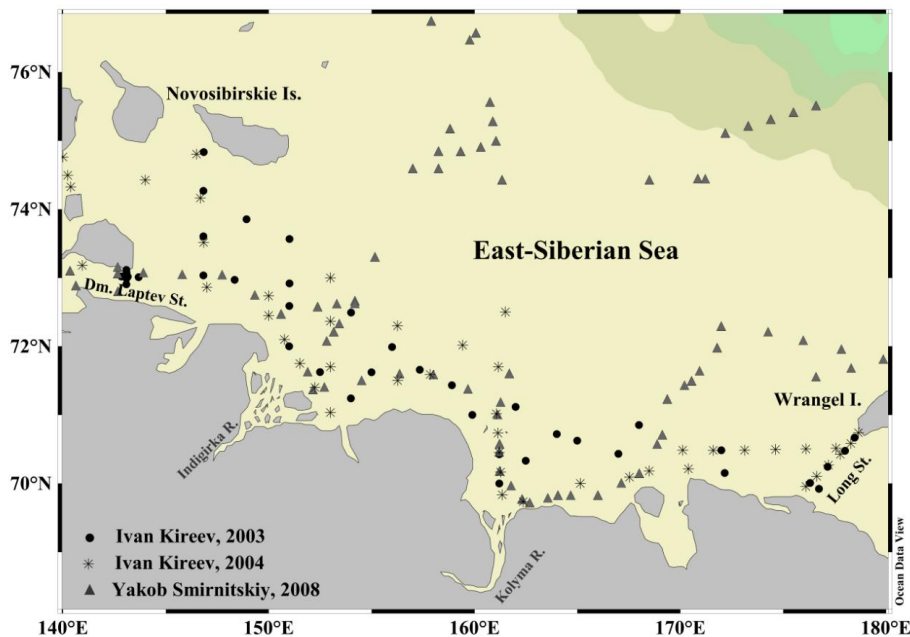 76°N
Novosibirskie Is.
74°N
East-Siberian Sea
Dm. Laptev St.
72°N
Wrangel I.
Indigirka R.
Long St.
70°N
Ivan Kireev, 2003
Ivan Kireev, 2004
Kolyma R.
Yakob Smirnitskiy, 2008
Ocean Data View
140°E
150°E
160°E
170°E
180°E